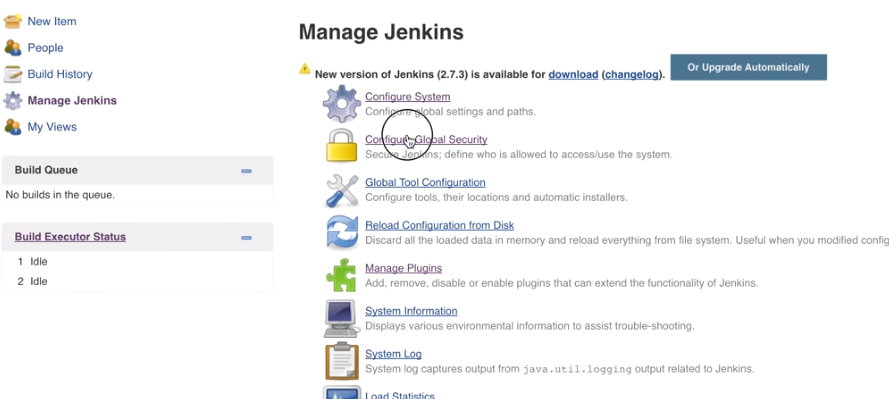 New Item
People
Build History
Manage Jenkins
My Views
Build Queue
No builds in the queue.
Build Executor Status
1 Idle
2 Idle
Manage Jenkins
New version of Jenkins (2.7.3) is available for download (changelog).
Or Upgrade Automatically
Configure System
Configure global settings and paths.
Configure Global Security
Secure Jenkins; define who is allowed to access/use the system.
Global Tool Configuration
Configure tools, their locations and automatic installers.
Reload Configuration from Disk
Discard all the loaded data in memory and reload everything from file system. Useful when you modified config
Manage Plugins
Add, remove, disable or enable plugins that can extend the functionality of Jenkins.
System Information
Displays various environmental information to assist trouble-shooting.
System Log
System log captures output from java.util.logging output related to Jenkins.
Load Statistics